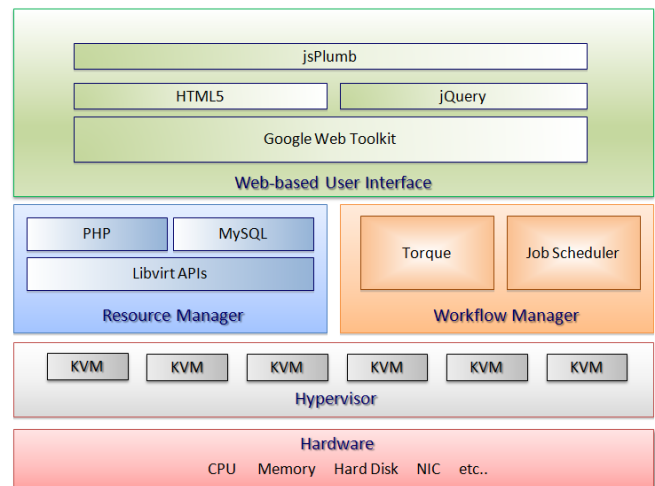 jsPlumb
HTML5 jQuery
Google Web Toolkit
Web-based User Interface
PHP MySQL
Libvirt APIs
Resource Manager
Torque Job Scheduler
Workflow Manager
KVM KVM KVM KVM KVM KVM
Hypervisor
Hardware
CPU Memory Hard Disk NIC etc..